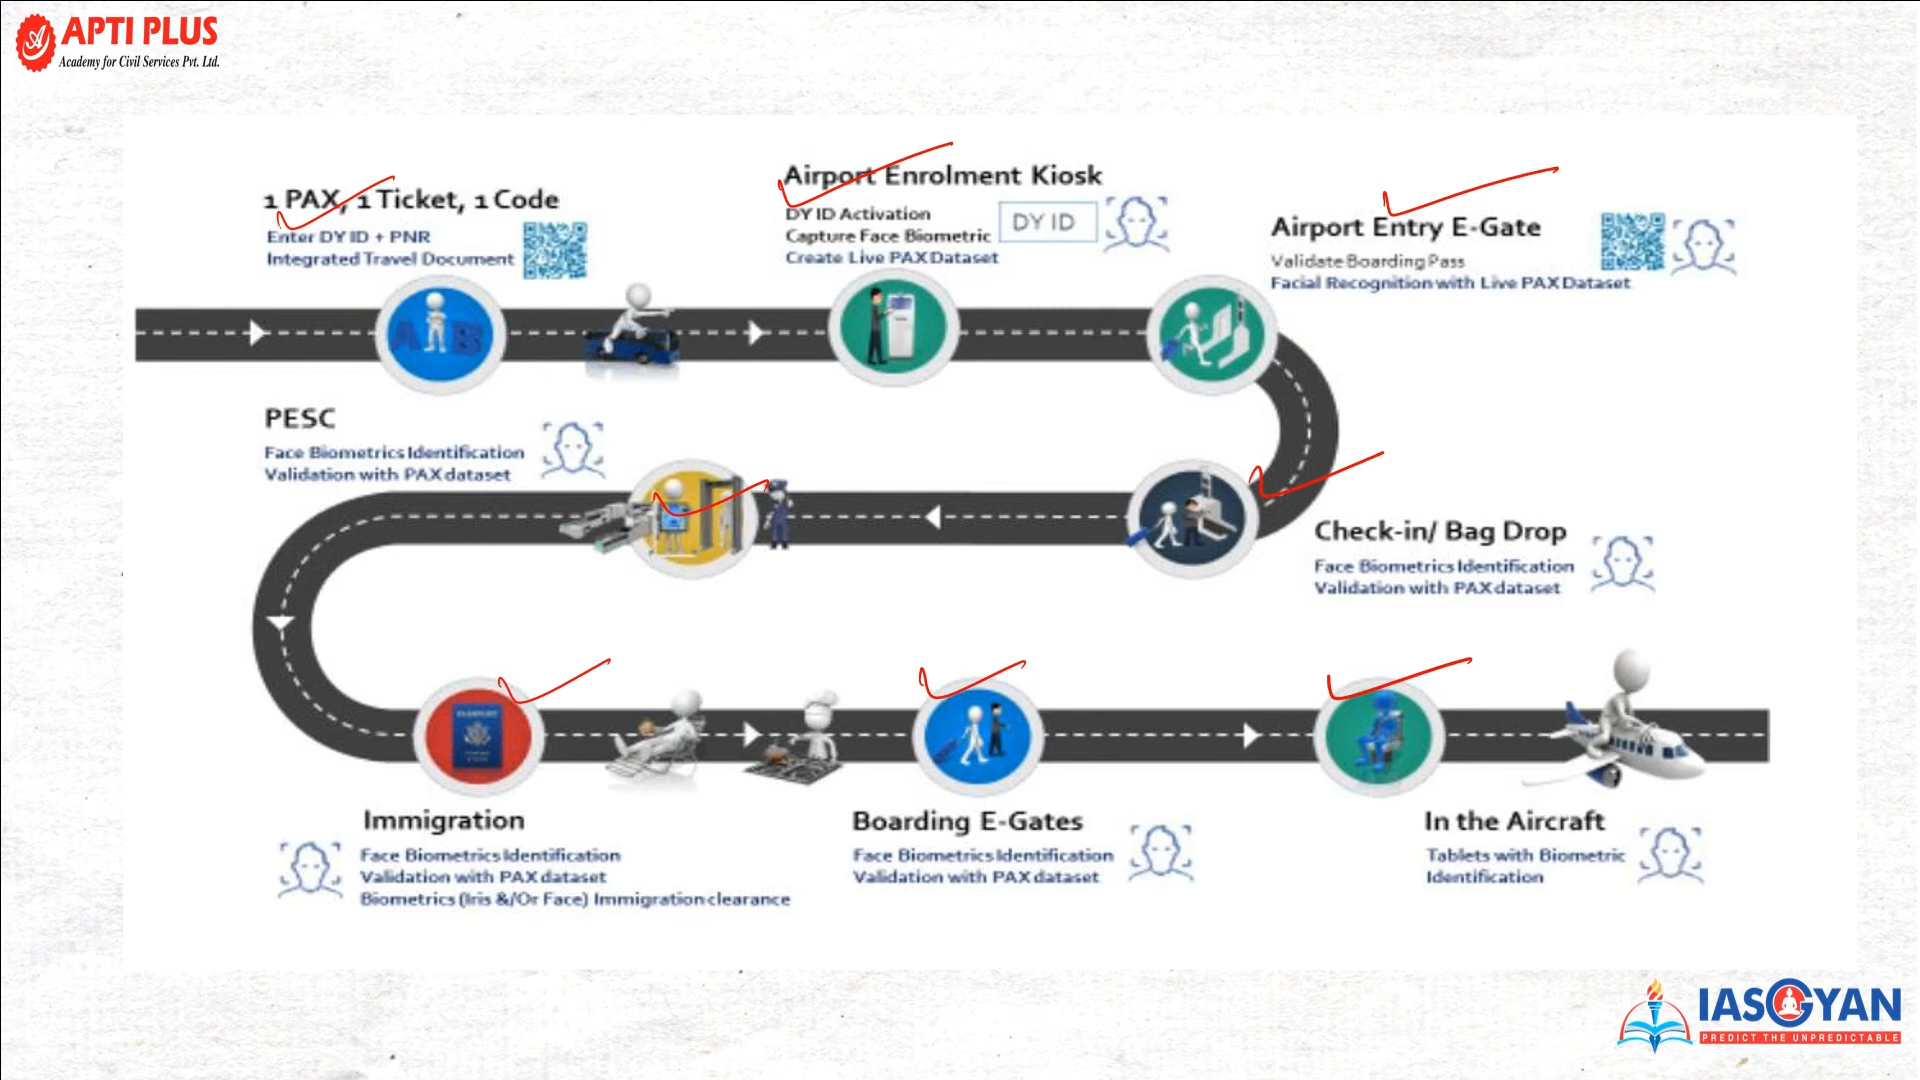 APTI PLUS
Academy for Civil Services Pvt. Ltd.
1 PAX, 1 Ticket, 1 Code
Enter DY ID + PNR
Integrated Travel Document
Airport Enrolment Kiosk
DY ID Activation
Capture Face Biometric
Create Live PAX Dataset
DY ID
Airport Entry E-Gate
Validate Boarding Pass
Facial Recognition with Live PAX Dataset
A B
PESC
Face Biometrics Identification
Validation with PAX dataset
Check-in/ Bag Drop
Face Biometrics Identification
Validation with PAX dataset
PASSPORT
Immigration
Face Biometrics Identification
Validation with PAX dataset
Biometrics (Iris &/Or Face) Immigration clearance
Boarding E-Gates
Face Biometrics Identification
Validation with PAX dataset
In the Aircraft
Tablets with Biometric
Identification
IASGYAN
PREDICT THE UNPREDICTABLE